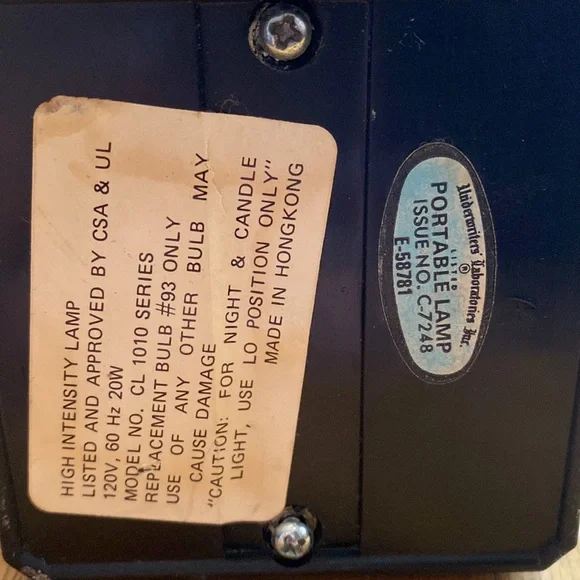 HIGH INTENSITY LAMP
LISTED AND APPROVED BY CSA & UL
120V, 60 Hz 20W
MODEL NO. CL 1010 SERIES
REPLACEMENT BULB #93 ONLY
USE OF ANY OTHER BULB MAY
CAUSE DAMAGE
"CAUTION: FOR NIGHT & CANDLE
LIGHT, USE LO POSITION ONLY"
MADE IN HONGKONG
Underwriters' Laboratories Inc.
®
LISTED
PORTABLE LAMP
ISSUE NO. C-7248
E-58781